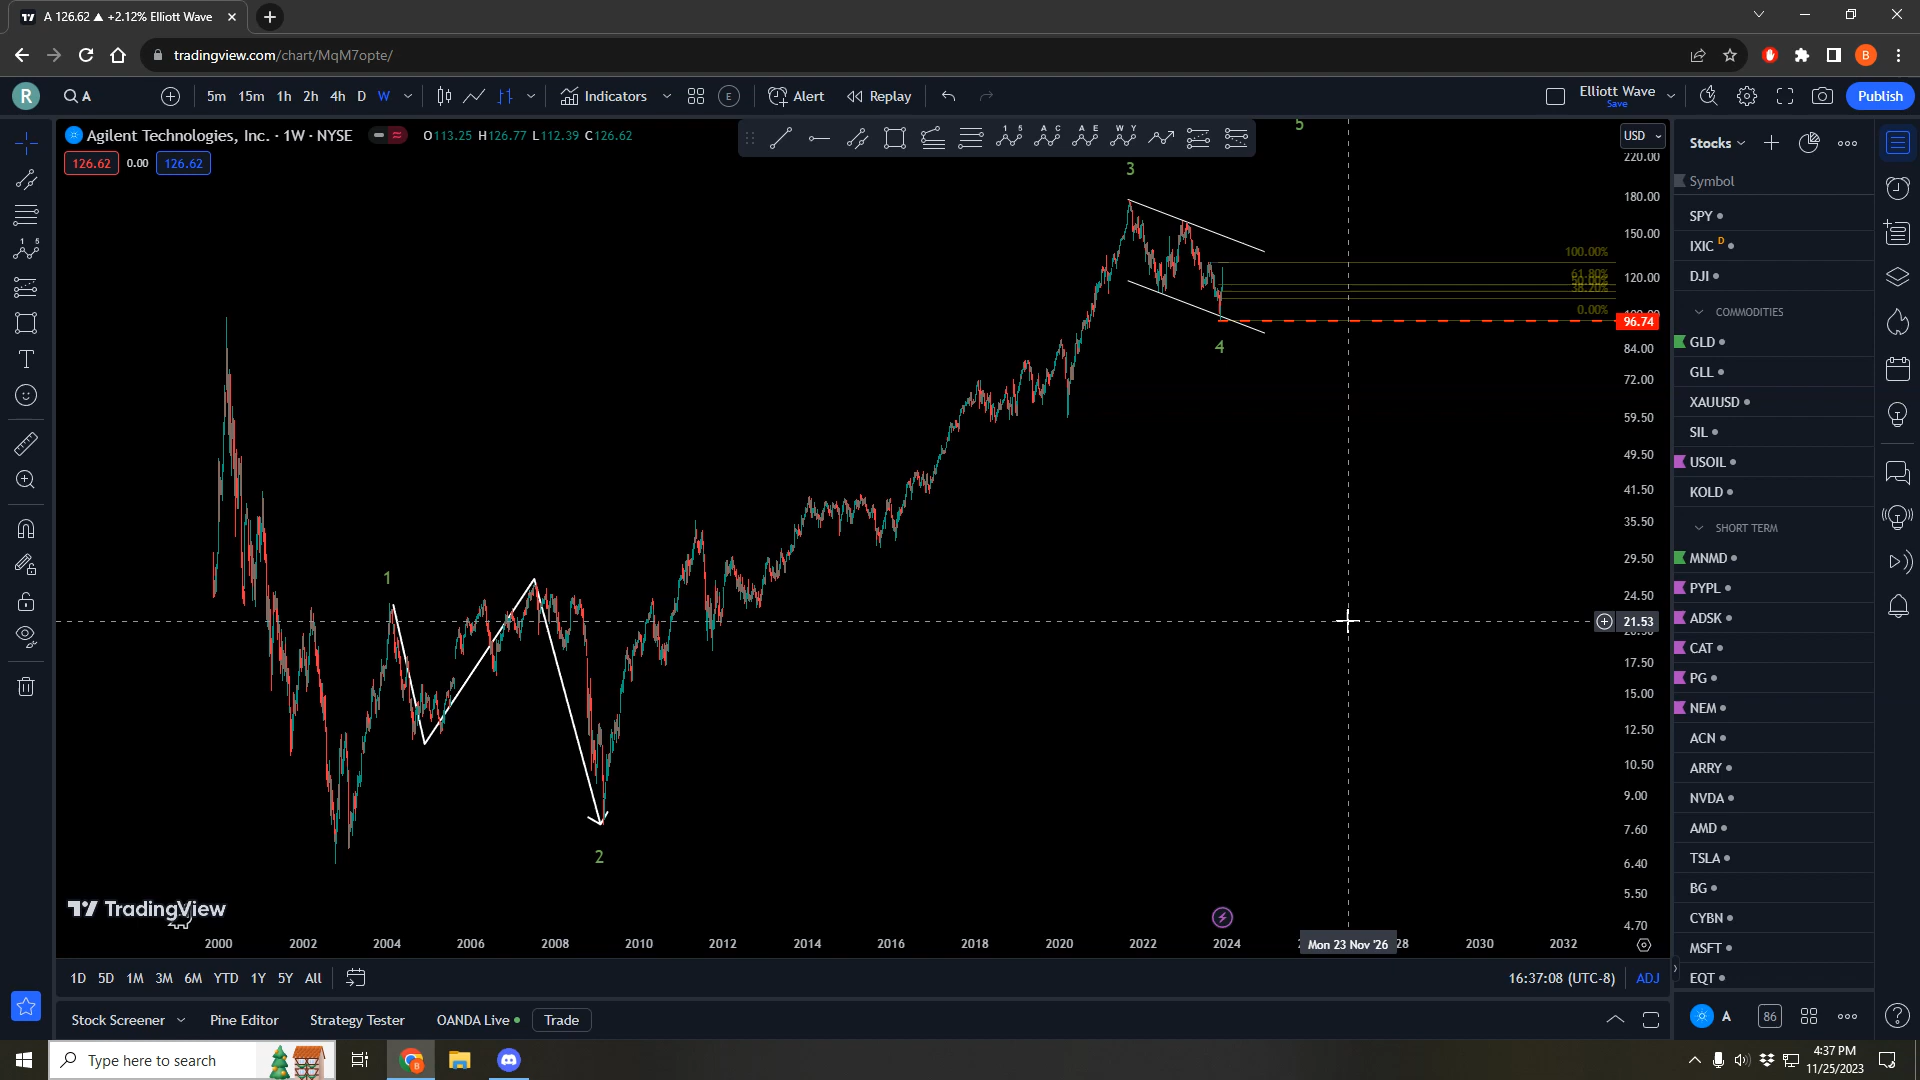 A 126.62 ▲ +2.12% Elliott Wave
tradingview.com/chart/MqM7opte/
B
R
A
5m 15m 1h 2h 4h D W
Indicators
E
Alert
Replay
Elliott Wave
Save
Publish
Agilent Technologies, Inc. · 1W · NYSE
O113.25 H126.77 L112.39 C126.62
126.62 0.00 126.62
1 5
A C
A E
W Y
USD
5
3
4
1
2
100.00%
61.80%
38.20%
0.00%
220.00
180.00
150.00
120.00
96.74
84.00
72.00
59.50
49.50
41.50
35.50
29.50
24.50
21.53
17.50
15.00
12.50
10.50
9.00
7.60
6.40
5.50
4.70
TradingView
2000 2002 2004 2006 2008 2010 2012 2014 2016 2018 2020 2022 2024 Mon 23 Nov '26 28 2030 2032
1D 5D 1M 3M 6M YTD 1Y 5Y All
16:37:08 (UTC-8) ADJ
Stock Screener
Pine Editor
Strategy Tester
OANDA Live
Trade
Stocks
Symbol
SPY
IXIC D
DJI
COMMODITIES
GLD
GLL
XAUUSD
SIL
USOIL
KOLD
SHORT TERM
MNMD
PYPL
ADSK
CAT
PG
NEM
ACN
ARRY
NVDA
AMD
TSLA
BG
CYBN
MSFT
EQT
A 86
Type here to search
4:37 PM
11/25/2023